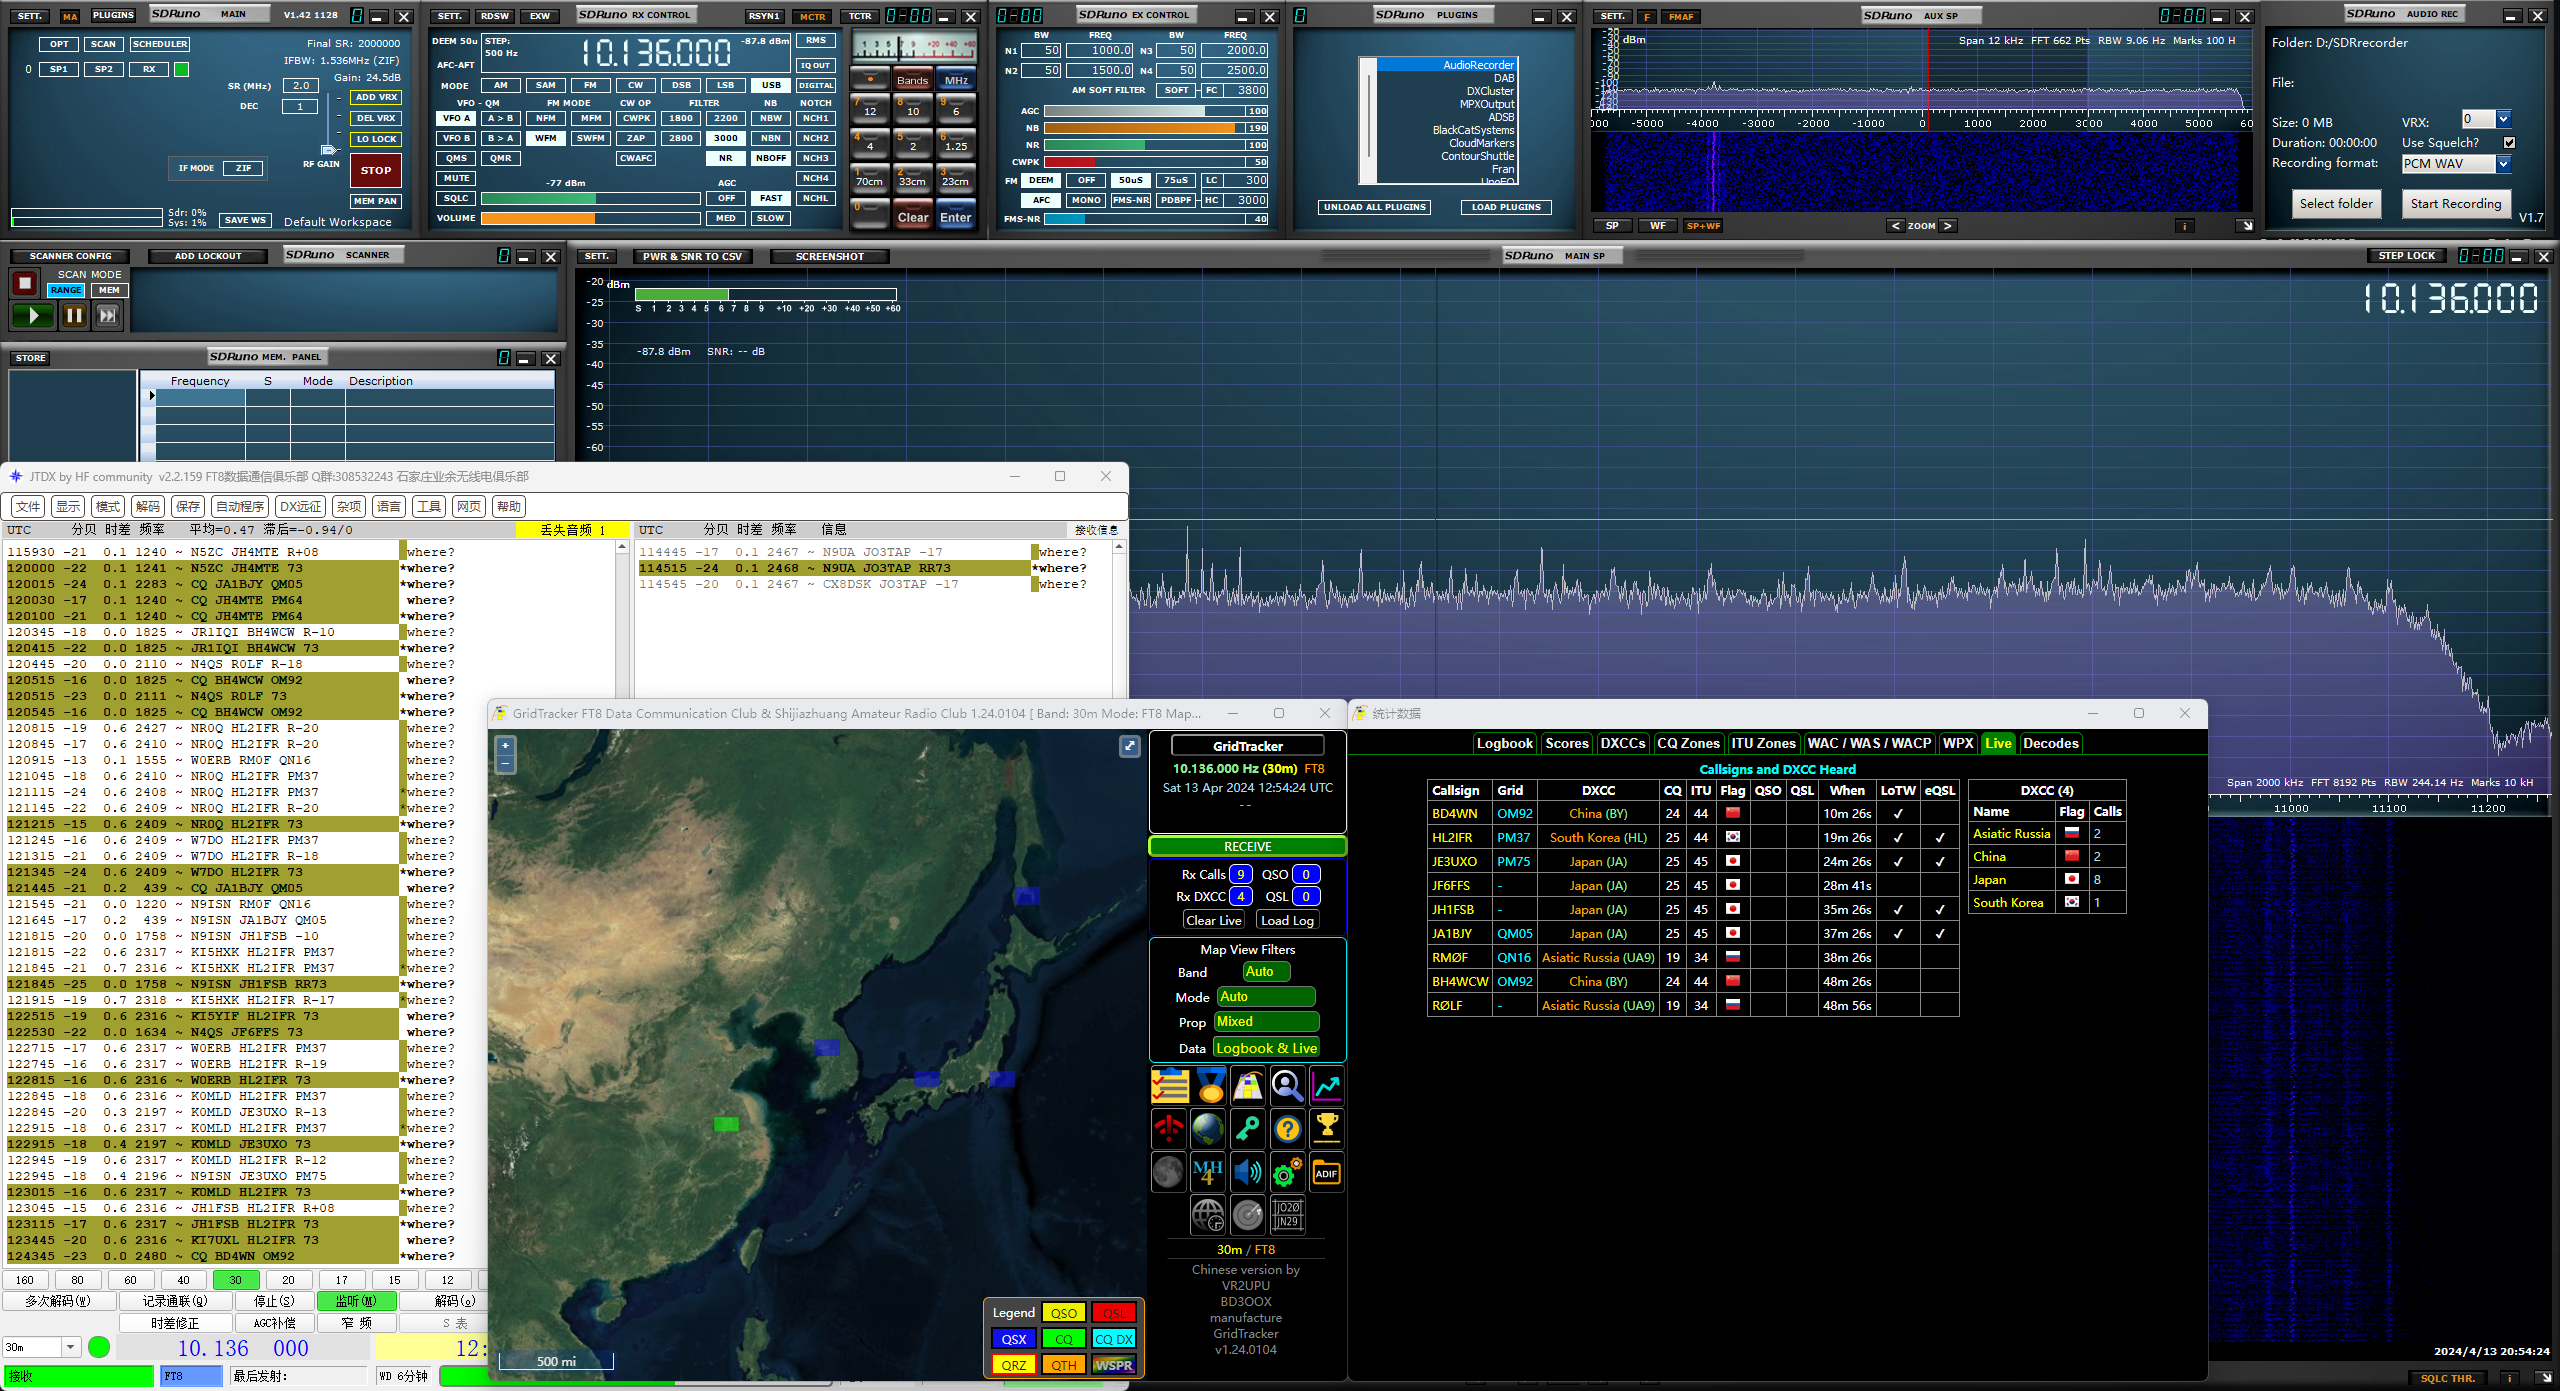 SETT. MA PLUGINS SDRuno MAIN V1.42 1128
OPT SCAN SCHEDULER
Final SR: 2000000
IFBW: 1.536MHz (ZIF)
Gain: 24.5dB
0 SP1 SP2 RX
SR (MHz) 2.0
DEC 1
ADD VRX
DEL VRX
LO LOCK
IF MODE ZIF
RF GAIN
STOP
MEM PAN
Sdr: 0%
Sys: 1%
SAVE WS Default Workspace
SETT. RDSW EXW SDRuno RX CONTROL RSYN1 MCTR TCTR
DEEM 50u STEP: 500 Hz 10.136.000 -87.8 dBm RMS
AFC-AFT IQ OUT
MODE AM SAM FM CW DSB LSB USB DIGITAL
VFO - QM FM MODE CW OP FILTER NB NOTCH
VFO A A > B NFM MFM CWPK 1800 2200 NBW NCH1
VFO B B > A WFM SWFM ZAP 2800 3000 NBN NCH2
QMS QMR CWAFC NR NBOFF NCH3
MUTE -77 dBm AGC NCH4
SQLC OFF FAST NCHL
VOLUME MED SLOW
Bands MHz
7 12 8 10 9 6
4 4 5 2 6 1.25
1 70cm 2 33cm 3 23cm
0 Clear Enter
SDRuno EX CONTROL
BW FREQ BW FREQ
N1 50 1000.0 N3 50 2000.0
N2 50 1500.0 N4 50 2500.0
AM SOFT FILTER SOFT FC 3800
AGC 100
NB 190
NR 100
CWPK 50
FM DEEM OFF 50uS 75uS LC 300
AFC MONO FMS-NR PDBPF HC 3000
FMS-NR 40
SDRuno PLUGINS
AudioRecorder
DAB
DXCluster
MPXOutput
ADSB
BlackCatSystems
CloudMarkers
ContourShuttle
Fran
UNLOAD ALL PLUGINS LOAD PLUGINS
SETT. F FMAF SDRuno AUX SP
dBm Span 12 kHz FFT 662 Pts RBW 9.06 Hz Marks 100 H
-5000 -4000 -3000 -2000 -1000 0 1000 2000 3000 4000 5000
SP WF SP+WF < ZOOM > i
SDRuno AUDIO REC
Folder: D:/SDRrecorder
File:
Size: 0 MB VRX: 0
Duration: 00:00:00 Use Squelch?
Recording format: PCM WAV
Select folder Start Recording V1.7
SCANNER CONFIG ADD LOCKOUT SDRuno SCANNER
SCAN MODE
RANGE MEM
STORE SDRuno MEM. PANEL
Frequency S Mode Description
SETT. PWR & SNR TO CSV SCREENSHOT SDRuno MAIN SP STEP LOCK
dBm 10.136.000
-20
-25
-30
-35
-40
-45
-50
-55
-60
S 1 2 3 4 5 6 7 8 9 +10 +20 +30 +40 +50 +60
-87.8 dBm SNR: -- dB
Span 2000 kHz FFT 8192 Pts RBW 244.14 Hz Marks 10 kH
11000 11100 11200
2024/4/13 20:54:24
SQLC THR. i
JTDX by HF community v2.2.159 FT8数据通信俱乐部 Q群:308532243 石家庄业余无线电俱乐部
文件 显示 模式 解码 保存 自动程序 DX远征 杂项 语言 工具 网页 帮助
UTC 分贝 时差 频率 平均=0.47 滞后=-0.94/0 丢失音频 1
115930 -21 0.1 1240 ~ N5ZC JH4MTE R+08 where?
120000 -22 0.1 1241 ~ N5ZC JH4MTE 73 *where?
120015 -24 0.1 2283 ~ CQ JA1BJY QM05 *where?
120030 -17 0.1 1240 ~ CQ JH4MTE PM64 where?
120100 -21 0.1 1240 ~ CQ JH4MTE PM64 *where?
120345 -18 0.0 1825 ~ JR1IQI BH4WCW R-10 where?
120415 -22 0.0 1825 ~ JR1IQI BH4WCW 73 *where?
120445 -20 0.0 2110 ~ N4QS R0LF R-18 where?
120515 -16 0.0 1825 ~ CQ BH4WCW OM92 where?
120515 -23 0.0 2111 ~ N4QS R0LF 73 *where?
120545 -16 0.0 1825 ~ CQ BH4WCW OM92 *where?
120815 -19 0.6 2427 ~ NR0Q HL2IFR R-20 where?
120845 -17 0.6 2410 ~ NR0Q HL2IFR R-20 where?
120915 -13 0.1 1555 ~ W0ERB RM0F QN16 where?
121045 -18 0.6 2410 ~ NR0Q HL2IFR PM37 where?
121115 -24 0.6 2408 ~ NR0Q HL2IFR PM37 *where?
121145 -22 0.6 2409 ~ NR0Q HL2IFR R-20 *where?
121215 -15 0.6 2409 ~ NR0Q HL2IFR 73 *where?
121245 -16 0.6 2409 ~ W7DO HL2IFR PM37 where?
121315 -21 0.6 2409 ~ W7DO HL2IFR R-18 where?
121345 -24 0.6 2409 ~ W7DO HL2IFR 73 *where?
121445 -21 0.2 439 ~ CQ JA1BJY QM05 *where?
121545 -21 0.0 1220 ~ N9ISN RM0F QN16 where?
121645 -17 0.2 439 ~ N9ISN JA1BJY QM05 where?
121815 -20 0.0 1758 ~ N9ISN JH1FSB -10 where?
121815 -22 0.6 2317 ~ KI5HXK HL2IFR PM37 where?
121845 -21 0.7 2316 ~ KI5HXK HL2IFR PM37 *where?
121845 -25 0.0 1758 ~ N9ISN JH1FSB RR73 *where?
121915 -19 0.7 2318 ~ KI5HXK HL2IFR R-17 *where?
122515 -19 0.6 2316 ~ KI5YIF HL2IFR 73 *where?
122530 -22 0.0 1634 ~ N4QS JF6FFS 73 where?
122715 -17 0.6 2317 ~ W0ERB HL2IFR PM37 where?
122745 -16 0.6 2317 ~ W0ERB HL2IFR R-19 where?
122815 -16 0.6 2316 ~ W0ERB HL2IFR 73 *where?
122845 -18 0.6 2316 ~ K0MLD HL2IFR PM37 where?
122845 -20 0.3 2197 ~ K0MLD JE3UXO R-13 where?
122915 -18 0.6 2317 ~ K0MLD HL2IFR PM37 *where?
122915 -18 0.4 2197 ~ K0MLD JE3UXO 73 *where?
122945 -19 0.6 2317 ~ K0MLD HL2IFR R-12 where?
122945 -18 0.4 2196 ~ N9ISN JE3UXO PM75 where?
123015 -16 0.6 2317 ~ K0MLD HL2IFR 73 *where?
123045 -15 0.6 2316 ~ JH1FSB HL2IFR R+08 where?
123115 -17 0.6 2317 ~ JH1FSB HL2IFR 73 *where?
123445 -20 0.6 2316 ~ KI7UXL HL2IFR 73 *where?
124345 -23 0.0 2480 ~ CQ BD4WN OM92 *where?
UTC 分贝 时差 频率 信息 接收信息
114445 -17 0.1 2467 ~ N9UA JO3TAP -17 where?
114515 -24 0.1 2468 ~ N9UA JO3TAP RR73 *where?
114545 -20 0.1 2467 ~ CX8DSK JO3TAP -17 where?
160 80 60 40 30 20 17 15 12
多次解码(W) 记录通联(Q) 停止(S) 监听(M) 解码(o)
时差修正 AGC补偿 窄 频 S 表
30m 10.136 000 12:
接收 FT8 最后发射: WD 6分钟
GridTracker FT8 Data Communication Club & Shijiazhuang Amateur Radio Club 1.24.0104 [ Band: 30m Mode: FT8 Map...
+
−
500 mi
Legend QSO QSL
QSX CQ CQ DX
QRZ QTH WSPR
GridTracker
10.136.000 Hz (30m) FT8
Sat 13 Apr 2024 12:54:24 UTC
- -
RECEIVE
Rx Calls 9 QSO 0
Rx DXCC 4 QSL 0
Clear Live Load Log
Map View Filters
Band Auto
Mode Auto
Prop Mixed
Data Logbook & Live
MH4
ADIF
JO20
JN29
30m / FT8
Chinese version by
VR2UPU
BD3OOX
manufacture
GridTracker
v1.24.0104
统计数据
Logbook Scores DXCCs CQ Zones ITU Zones WAC / WAS / WACP WPX Live Decodes
Callsigns and DXCC Heard
Callsign Grid DXCC CQ ITU Flag QSO QSL When LoTW eQSL
BD4WN OM92 China (BY) 24 44 10m 26s ✓
HL2IFR PM37 South Korea (HL) 25 44 19m 26s ✓ ✓
JE3UXO PM75 Japan (JA) 25 45 24m 26s ✓ ✓
JF6FFS - Japan (JA) 25 45 28m 41s
JH1FSB - Japan (JA) 25 45 35m 26s ✓ ✓
JA1BJY QM05 Japan (JA) 25 45 37m 26s ✓ ✓
RMØF QN16 Asiatic Russia (UA9) 19 34 38m 26s
BH4WCW OM92 China (BY) 24 44 48m 26s
RØLF - Asiatic Russia (UA9) 19 34 48m 56s
DXCC (4)
Name Flag Calls
Asiatic Russia 2
China 2
Japan 8
South Korea 1